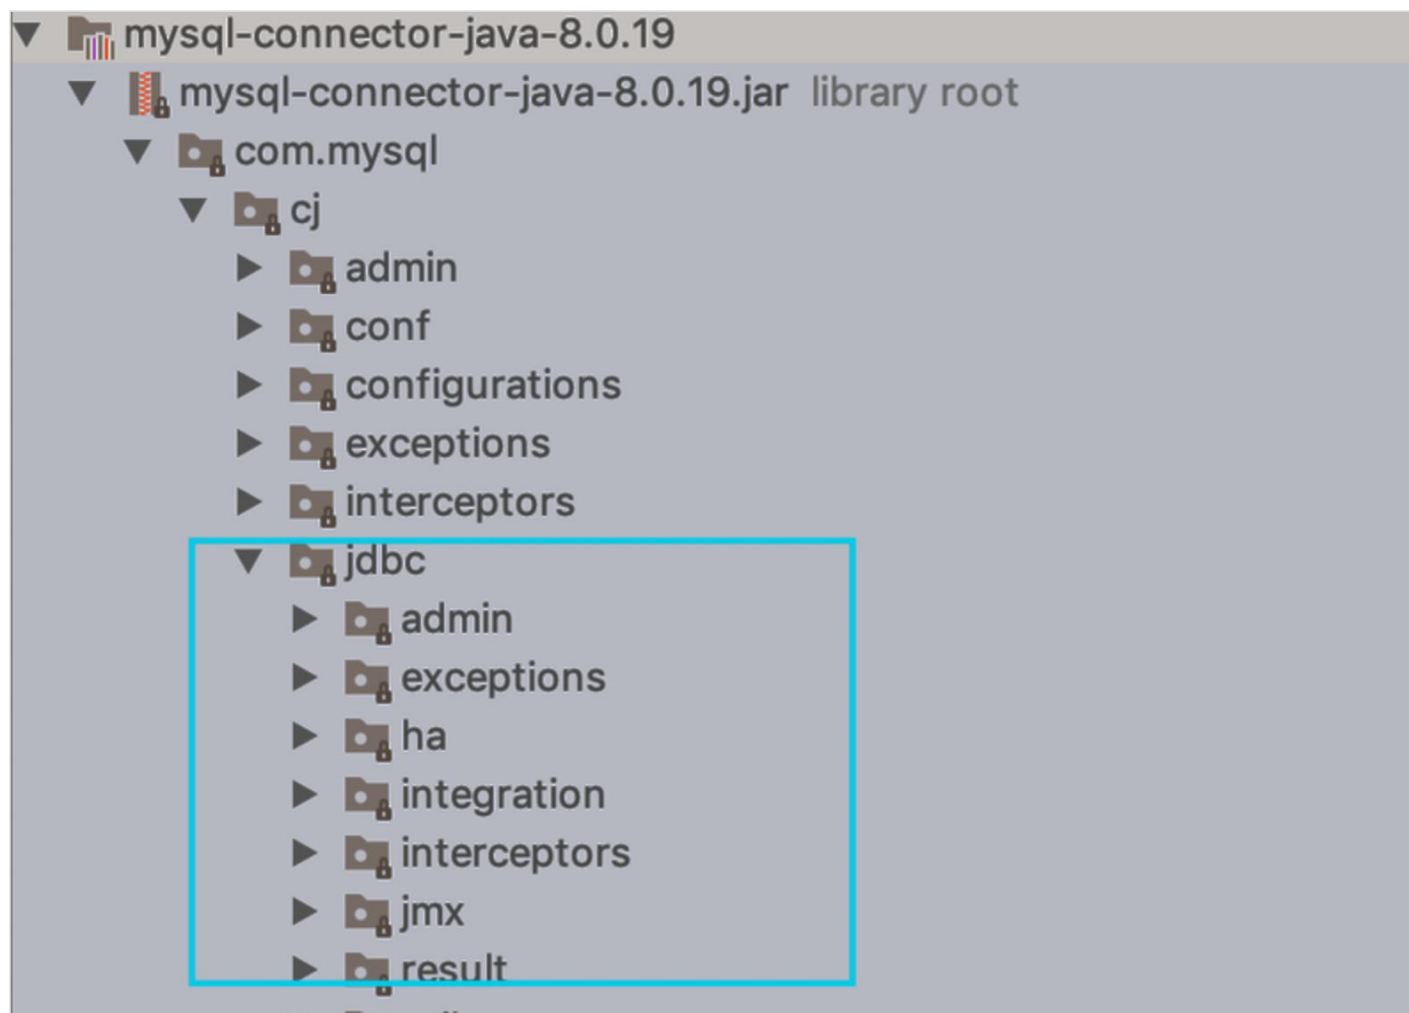 mysql-connector-java-8.0.19
mysql-connector-java-8.0.19.jar library root
com.mysql
cj
admin
conf
configurations
exceptions
interceptors
jdbc
admin
exceptions
ha
integration
interceptors
jmx
result